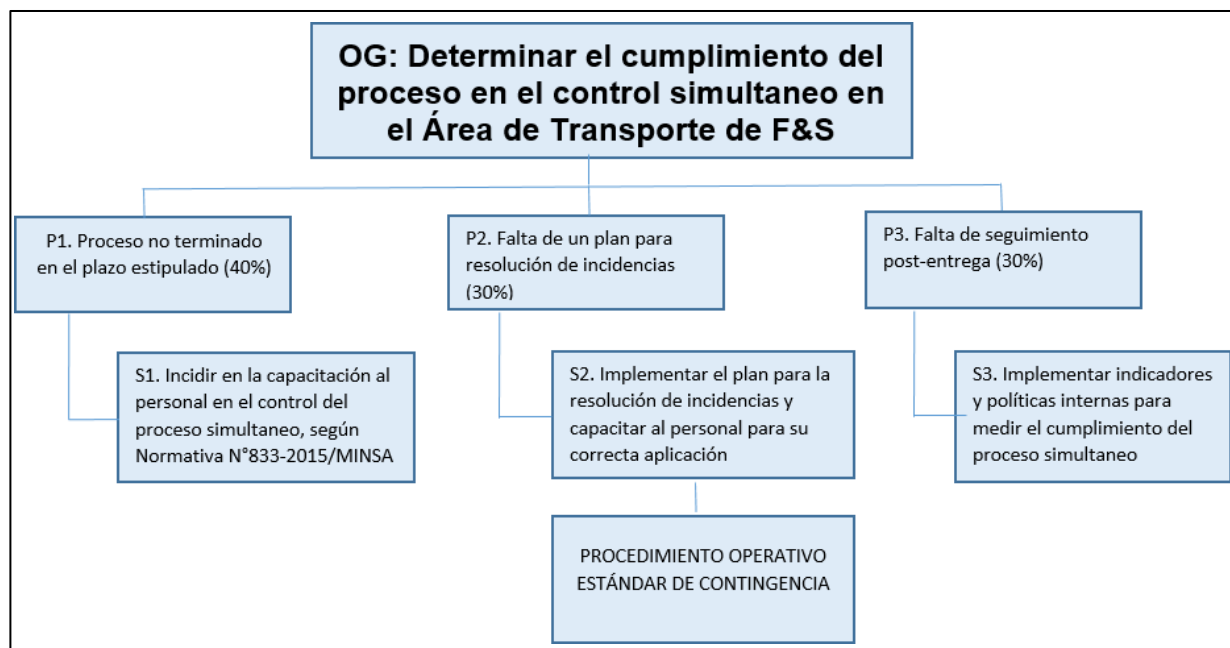 OG: Determinar el cumplimiento del
proceso en el control simultaneo en
el Área de Transporte de F&S
P1. Proceso no terminado
en el plazo estipulado (40%)
P2. Falta de un plan para
resolución de incidencias
(30%)
P3. Falta de seguimiento
post-entrega (30%)
S1. Incidir en la capacitación al
personal en el control del
proceso simultaneo, según
Normativa N°833-2015/MINSA
S2. Implementar el plan para la
resolución de incidencias y
capacitar al personal para su
correcta aplicación
S3. Implementar indicadores
y políticas internas para
medir el cumplimiento del
proceso simultaneo
PROCEDIMIENTO OPERATIVO
ESTÁNDAR DE CONTINGENCIA